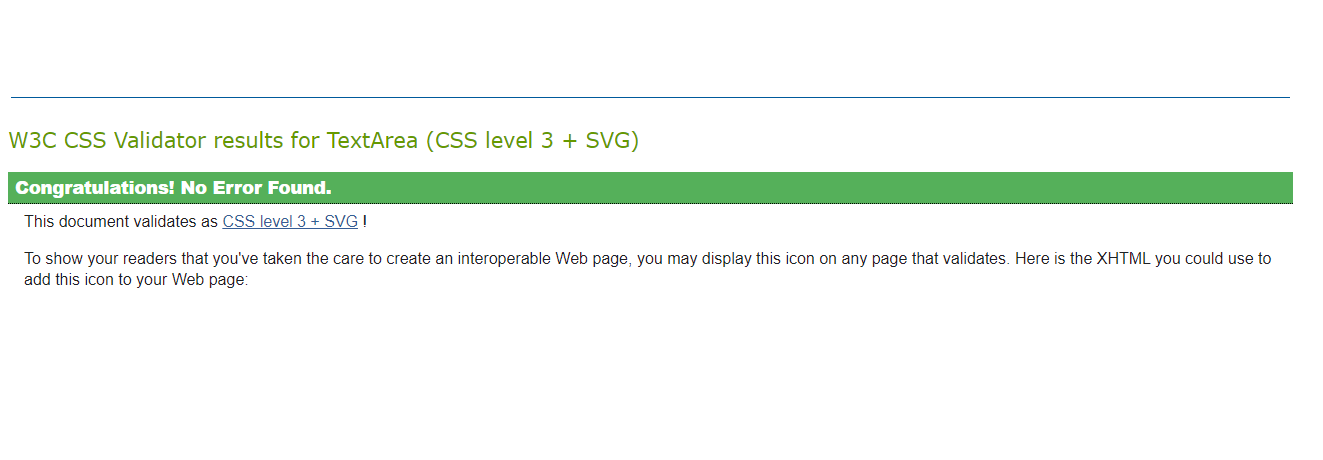 W3C CSS Validator results for TextArea (CSS level 3 + SVG)
Congratulations! No Error Found.
This document validates as CSS level 3 + SVG !
To show your readers that you've taken the care to create an interoperable Web page, you may display this icon on any page that validates. Here is the XHTML you could use to
add this icon to your Web page: